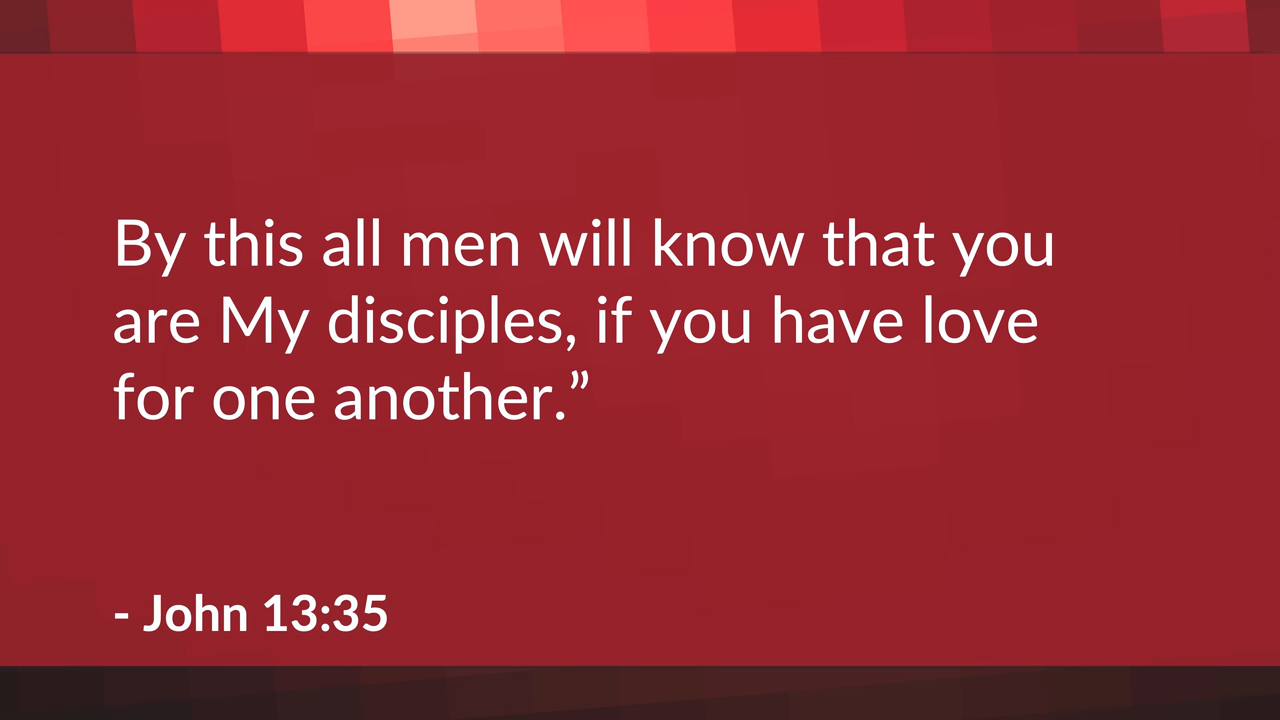 By this all men will know that you
are My disciples, if you have love
for one another.”
- John 13:35